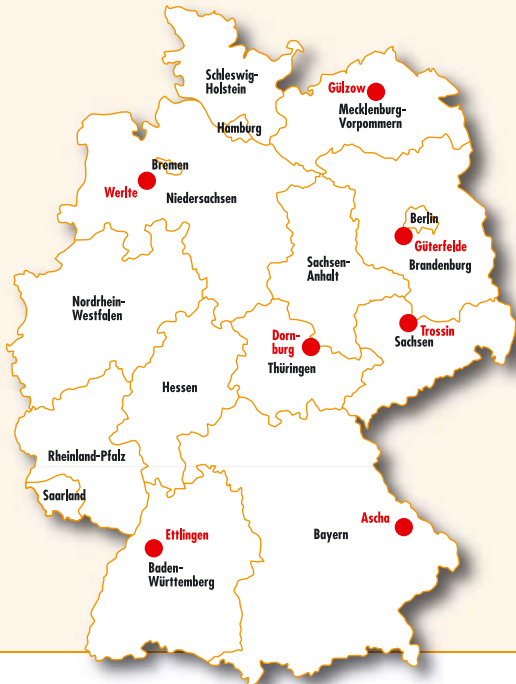 Schleswig-
Holstein
Gülzow
Mecklenburg-
Vorpommern
Hamburg
Bremen
Werlte
Niedersachsen
Berlin
Güterfelde
Brandenburg
Sachsen-
Anhalt
Nordrhein-
Westfalen
Dorn-
burg
Thüringen
Trossin
Sachsen
Hessen
Rheinland-Pfalz
Saarland
Ettlingen
Baden-
Württemberg
Bayern
Ascha